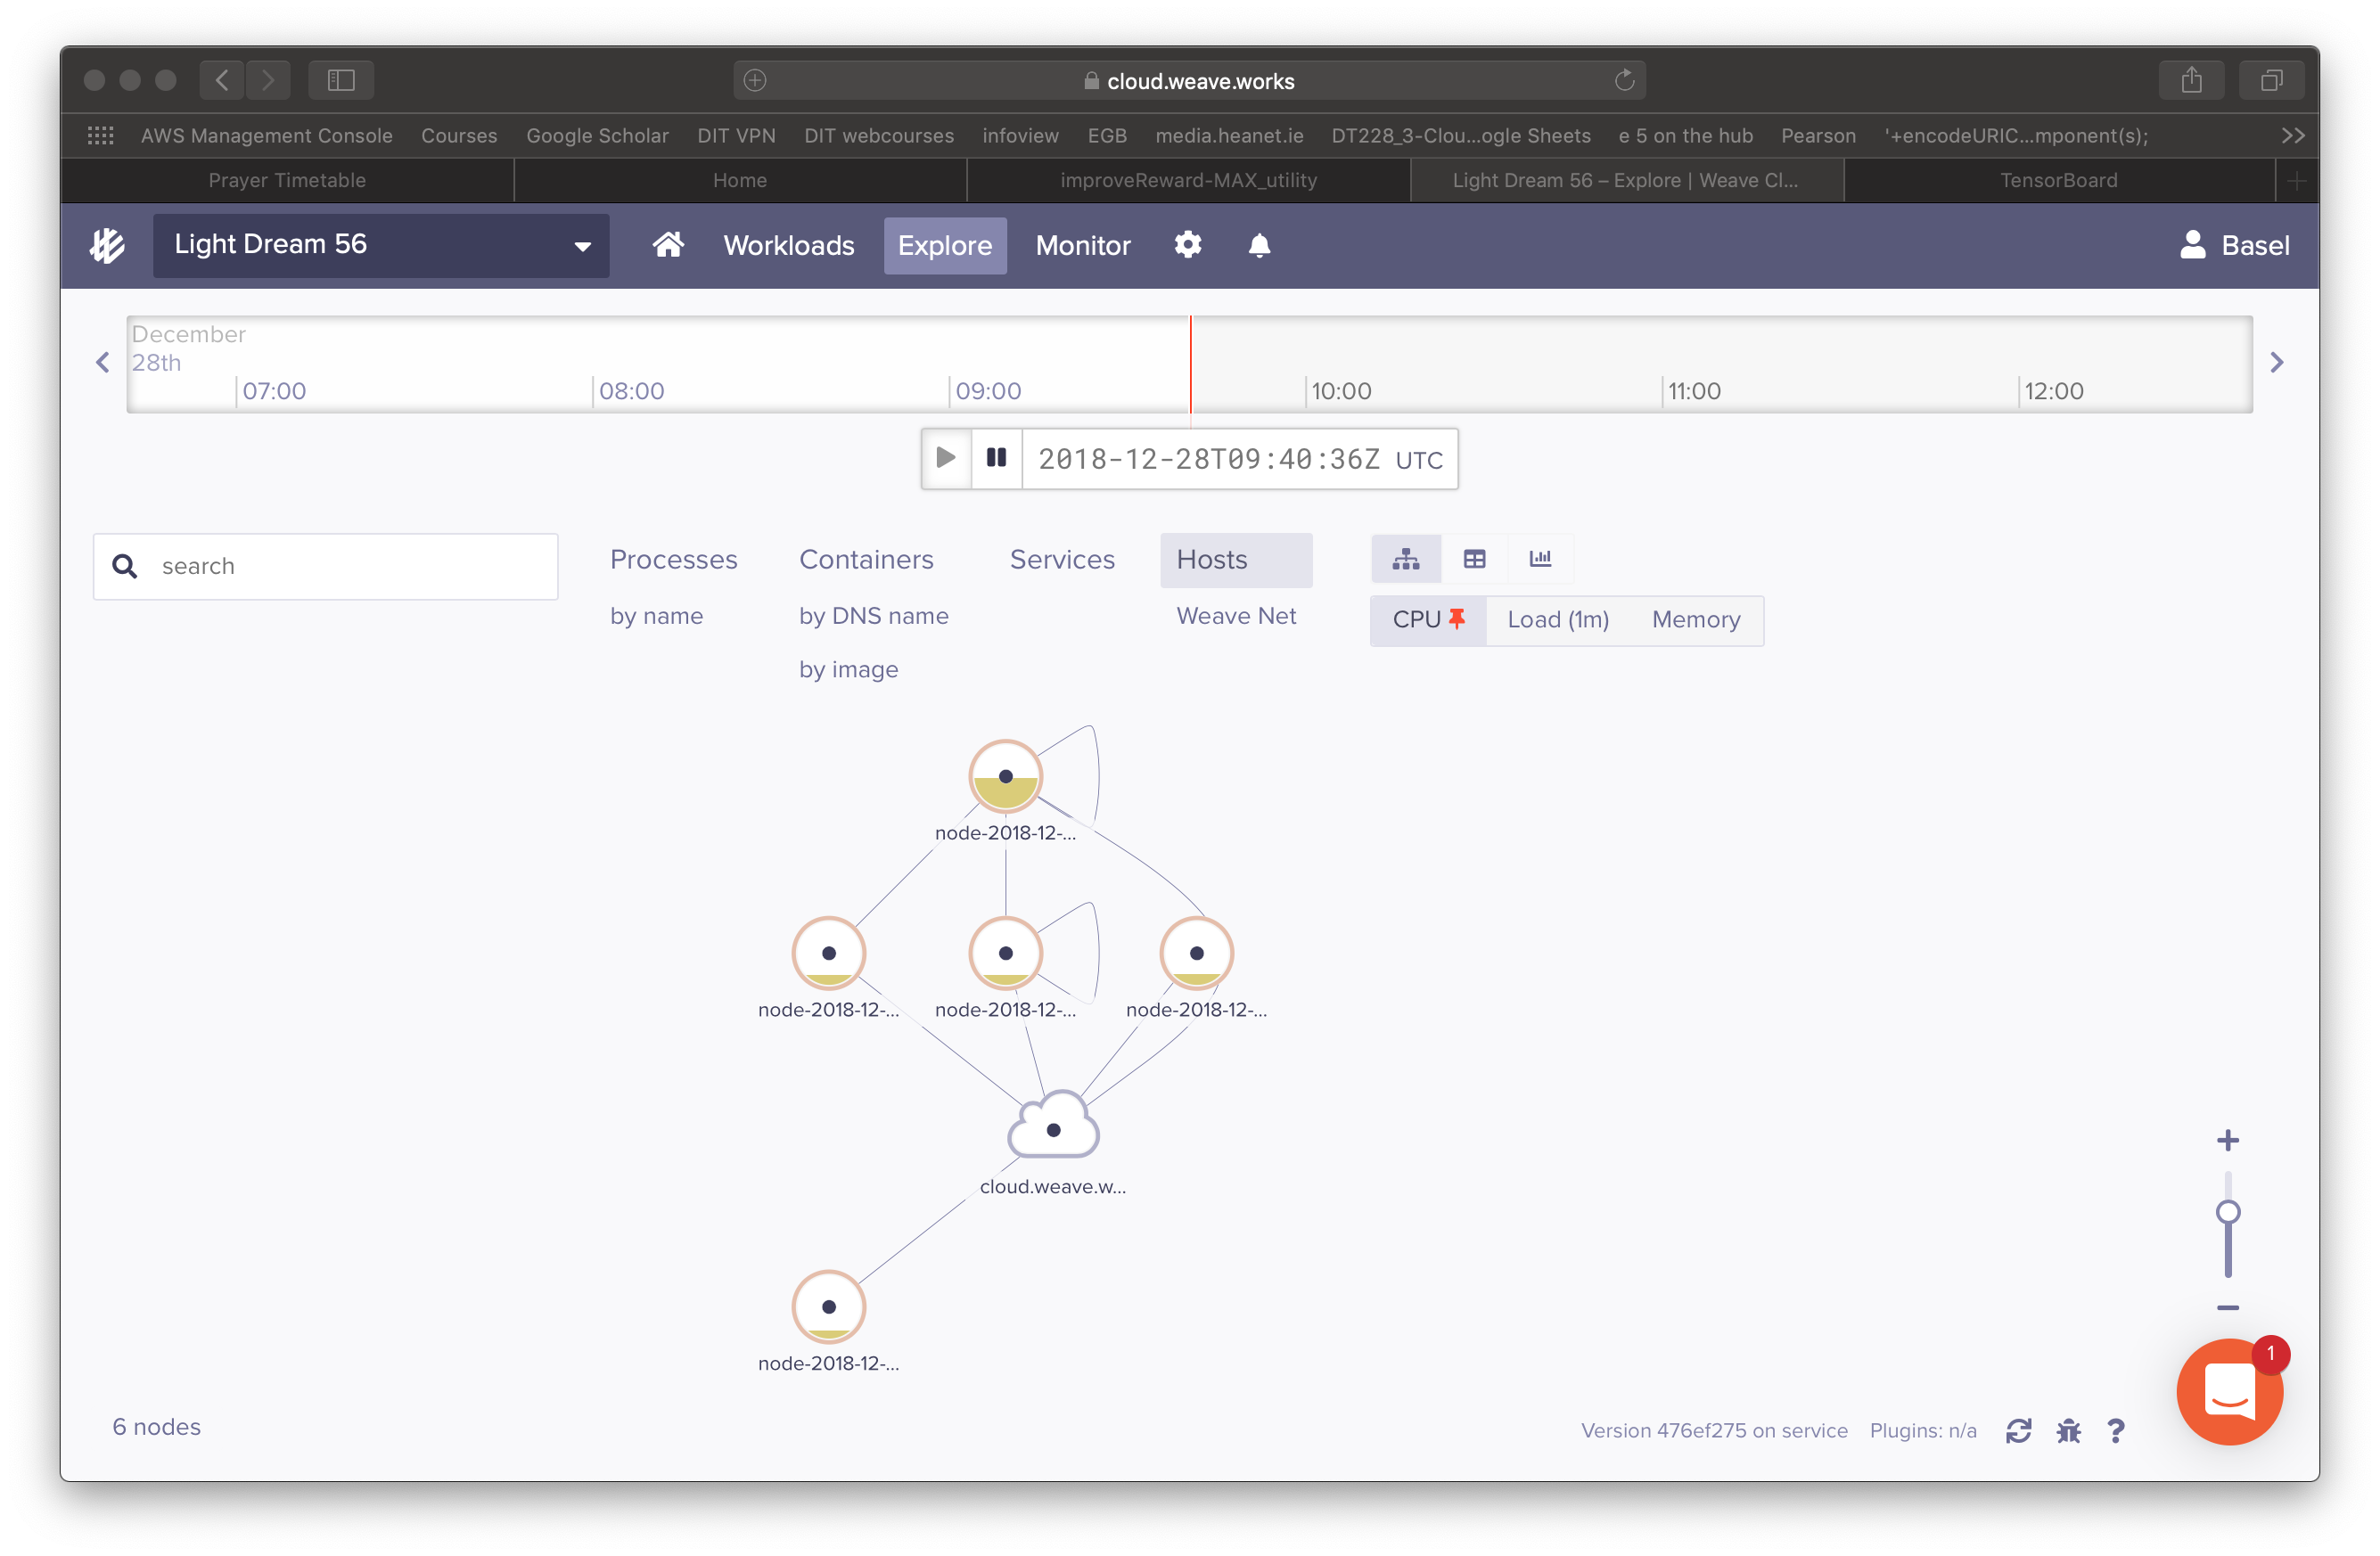 cloud.weave.works
AWS Management Console Courses Google Scholar DIT VPN DIT webcourses infoview EGB media.heanet.ie DT228_3-Clou...ogle Sheets e 5 on the hub Pearson '+encodeURIC...mponent(s);
Prayer Timetable Home improveReward-MAX_utility Light Dream 56 – Explore | Weave Cl... TensorBoard
Light Dream 56 Workloads Explore Monitor Basel
December
28th
07:00 08:00 09:00 10:00 11:00 12:00
2018-12-28T09:40:36Z UTC
search Processes Containers Services Hosts
by name by DNS name Weave Net CPU Load (1m) Memory
by image
node-2018-12-...
node-2018-12-... node-2018-12-... node-2018-12-...
cloud.weave.w...
node-2018-12-...
1
6 nodes Version 476ef275 on service Plugins: n/a ?